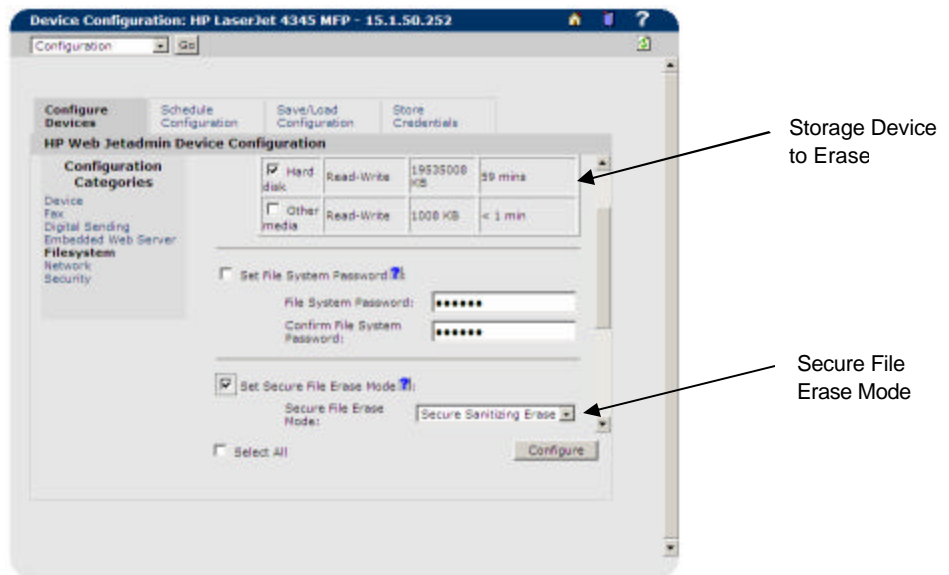 Device Configuration: HP LaserJet 4345 MFP - 15.1.50.252
?
Configuration
Go
Configure Devices
Schedule Configuration
Save/Load Configuration
Store Credentials
HP Web Jetadmin Device Configuration
Configuration Categories
Device
Fax
Digital Sending
Embedded Web Server
Filesystem
Network
Security
Hard disk Read-Write 19535008 KB 59 mins
Other media Read-Write 1008 KB < 1 min
Set File System Password ?:
File System Password: ●●●●●●
Confirm File System Password: ●●●●●●
Set Secure File Erase Mode ?:
Secure File Erase Mode: Secure Sanitizing Erase
Select All
Configure
Storage Device
to Erase
Secure File
Erase Mode